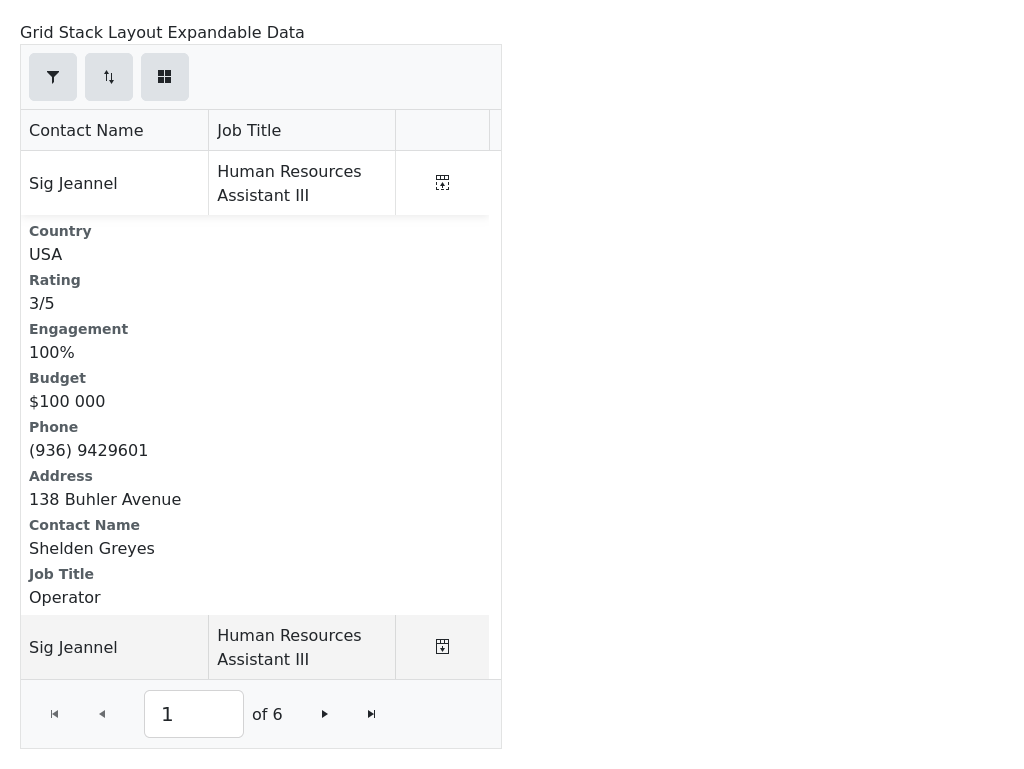 Grid Stack Layout Expandable Data
Contact Name Job Title
Sig Jeannel Human Resources
Assistant III
Country
USA
Rating
3/5
Engagement
100%
Budget
$100 000
Phone
(936) 9429601
Address
138 Buhler Avenue
Contact Name
Shelden Greyes
Job Title
Operator
Sig Jeannel Human Resources
Assistant III
1 of 6